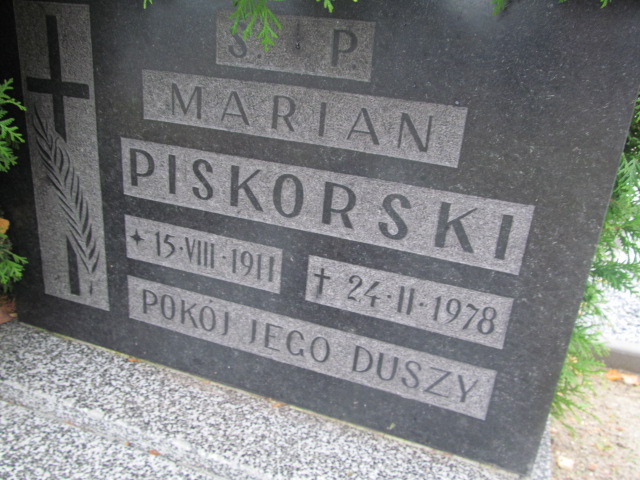 Ś. P.
MARIAN
PISKORSKI
15·VIII·1911 24·II·1978
POKÓJ JEGO DUSZY